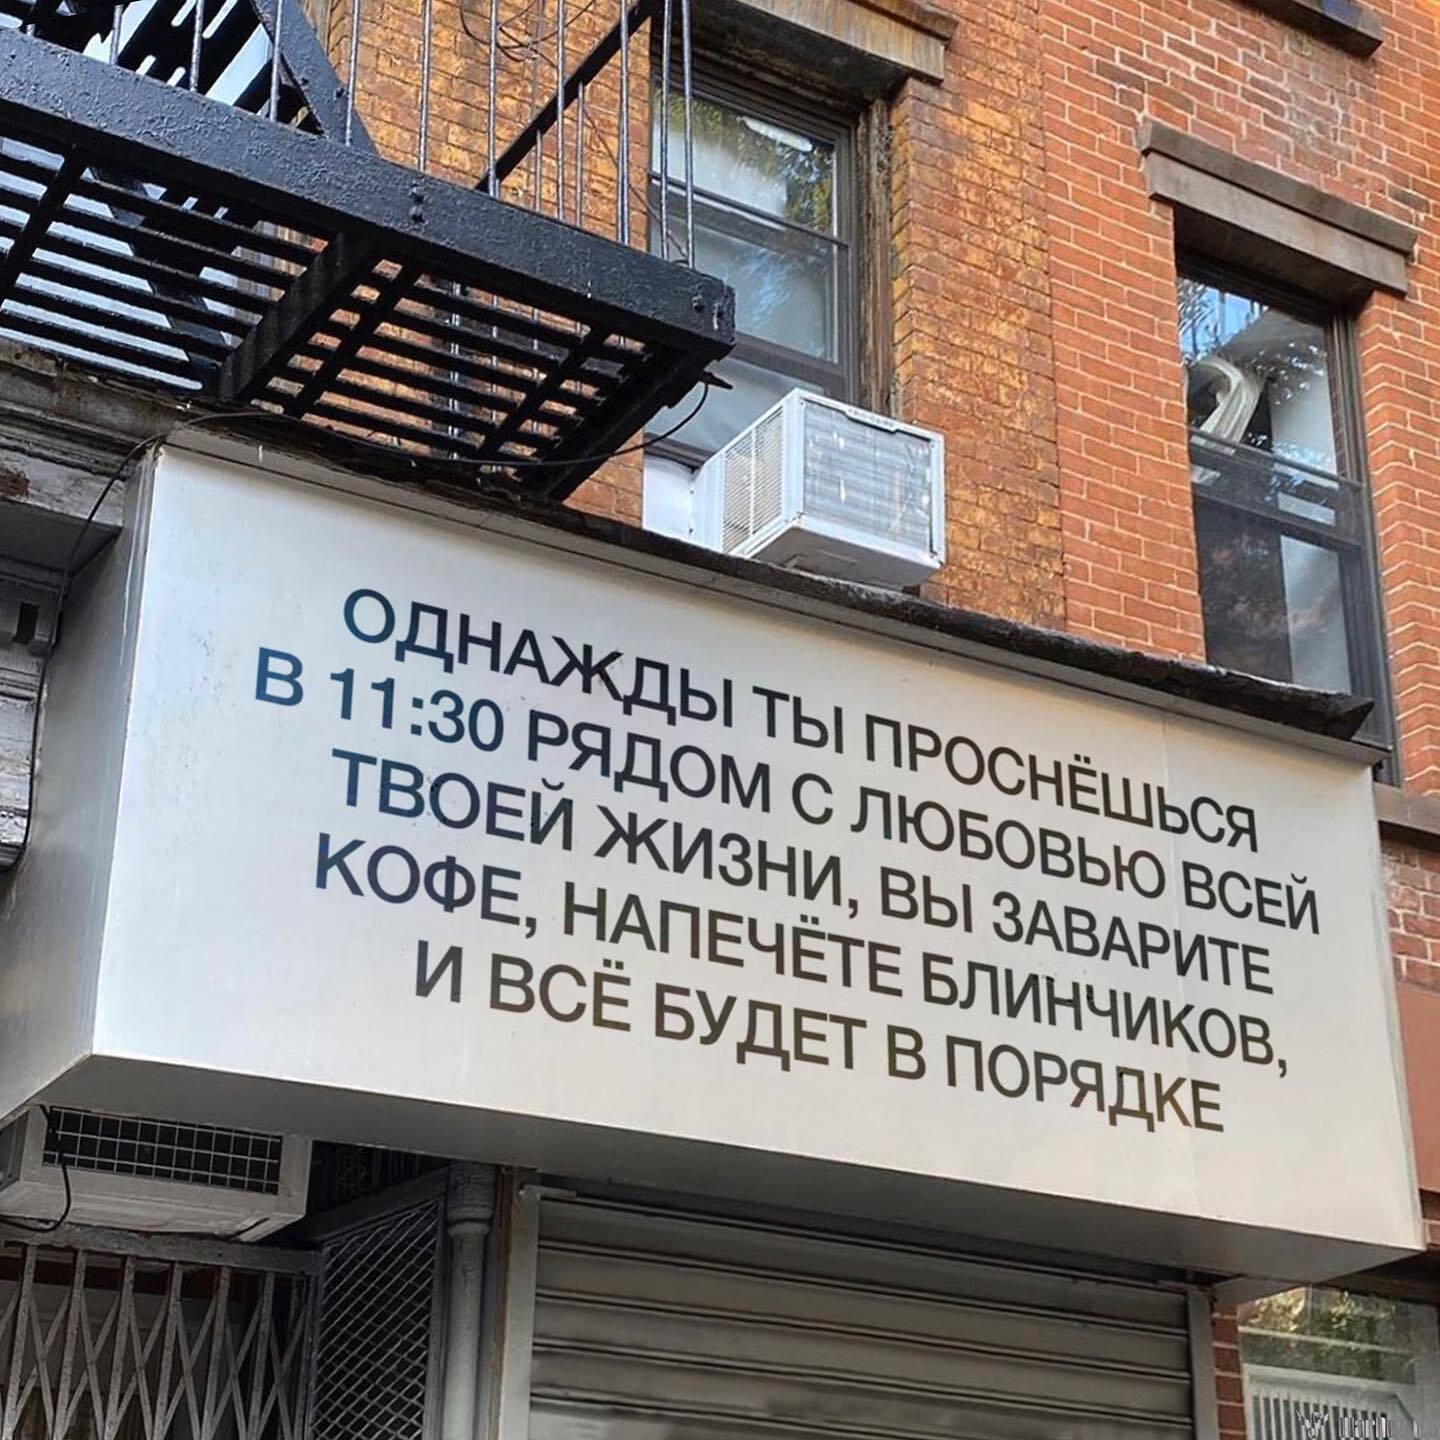 ОДНАЖДЫ ТЫ ПРОСНЁШЬСЯ
В 11:30 РЯДОМ С ЛЮБОВЬЮ ВСЕЙ
ТВОЕЙ ЖИЗНИ, ВЫ ЗАВАРИТЕ
КОФЕ, НАПЕЧЁТЕ БЛИНЧИКОВ,
И ВСЁ БУДЕТ В ПОРЯДКЕ